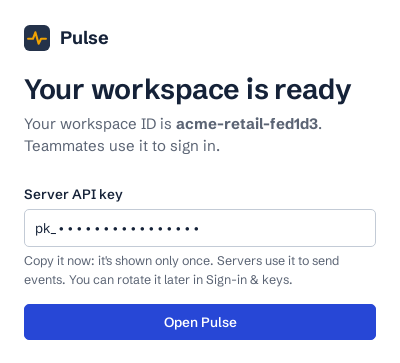 Pulse
Your workspace is ready
Your workspace ID is acme-retail-fed1d3.
Teammates use it to sign in.
Server API key
pk_••••••••••••••••
Copy it now: it's shown only once. Servers use it to send
events. You can rotate it later in Sign-in & keys.
Open Pulse